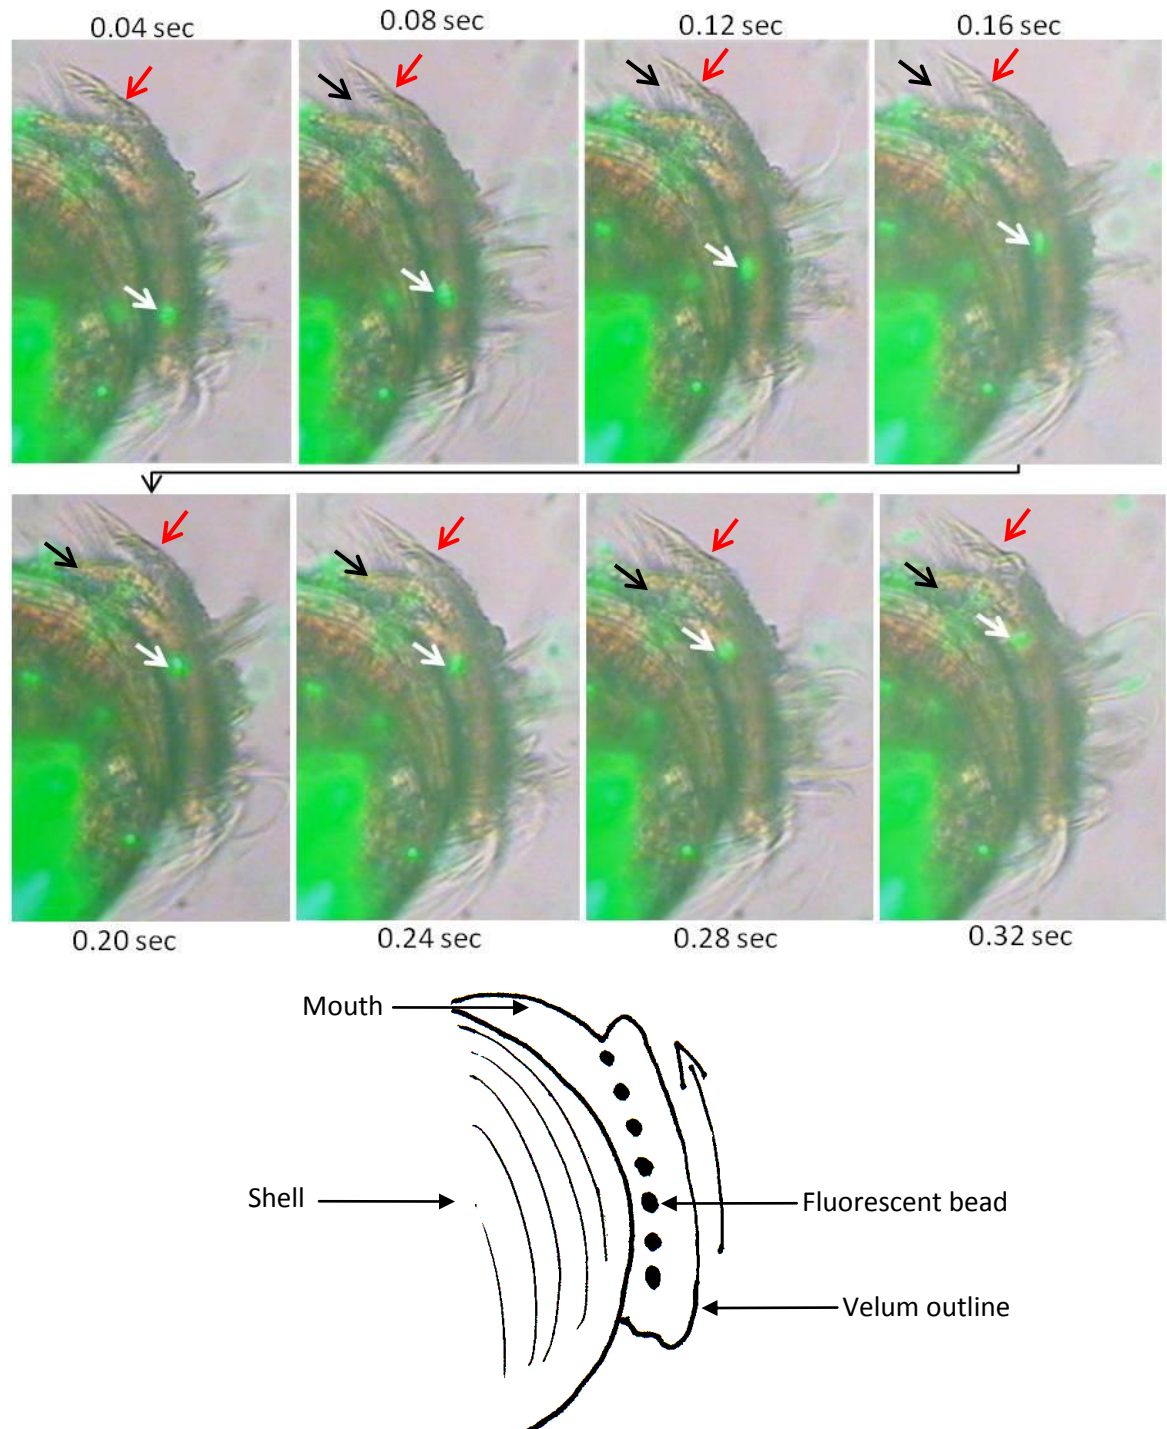 0.04 sec
0.08 sec
0.12 sec
0.16 sec
0.20 sec
0.24 sec
0.28 sec
0.32 sec
Mouth
Shell
Fluorescent bead
Velum outline